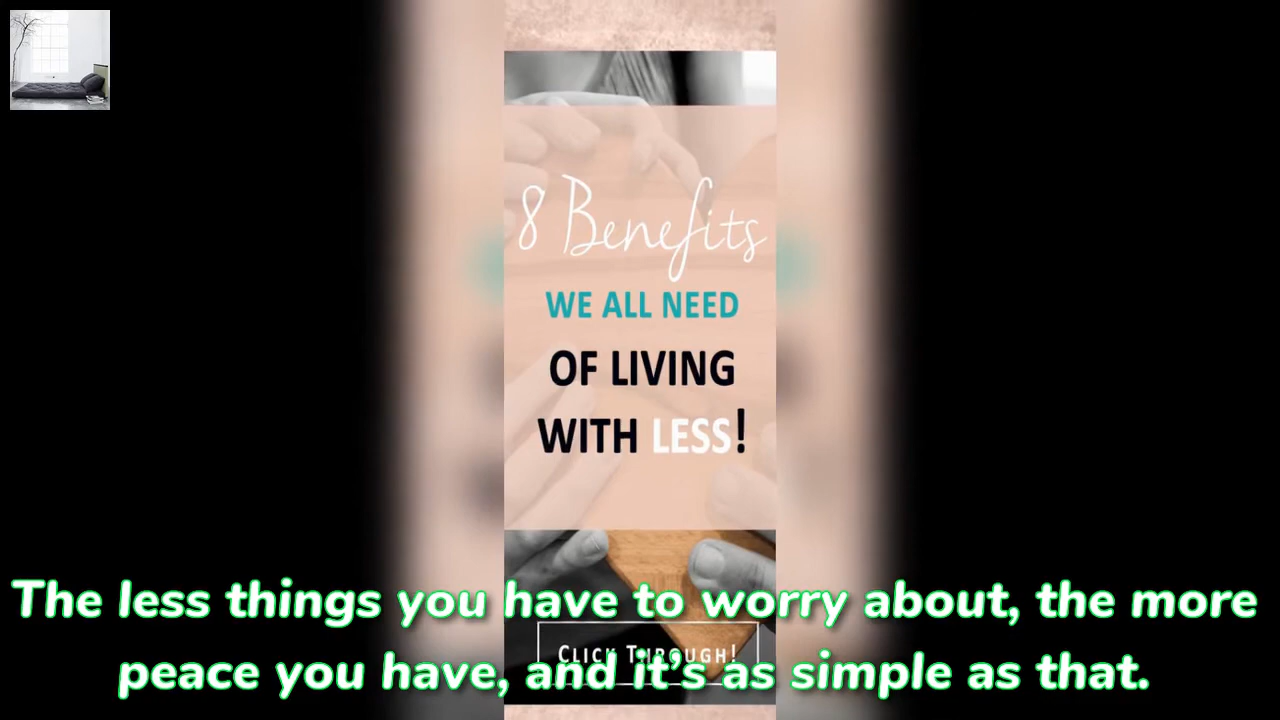 8 Benefits
WE ALL NEED
OF LIVING
WITH LESS!
Click Through!
The less things you have to worry about, the more
peace you have, and it's as simple as that.